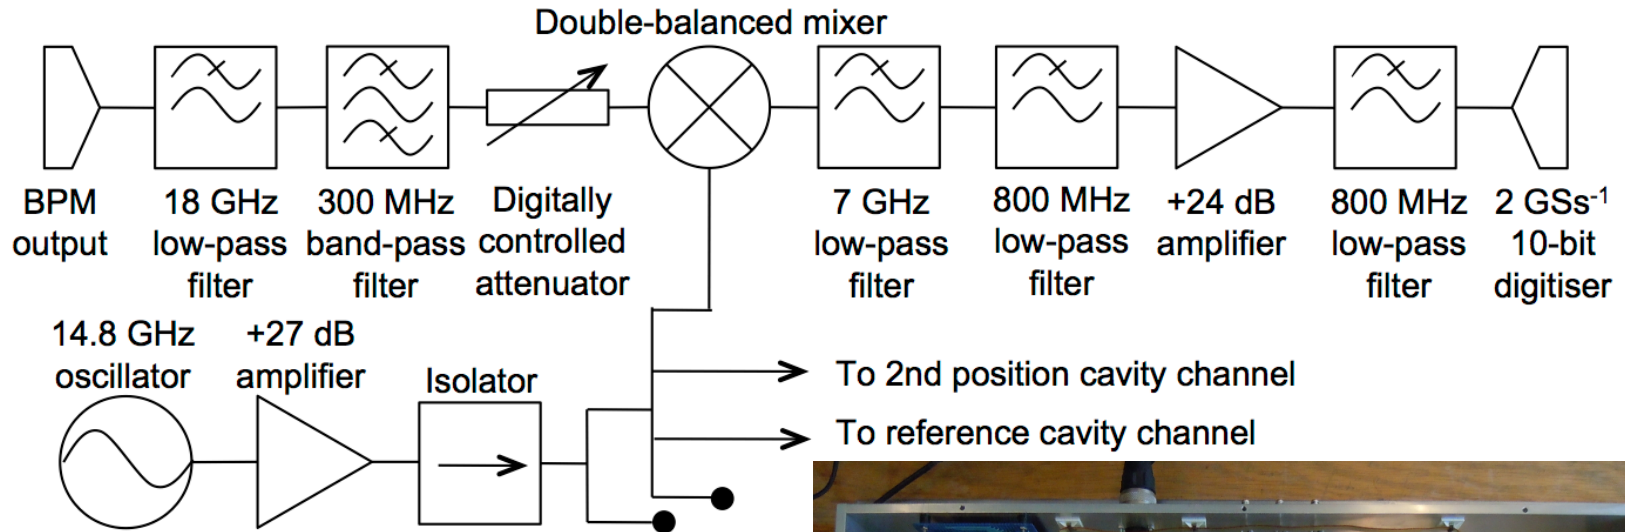 Double-balanced mixer
BPM
output
18 GHz
low-pass
filter
300 MHz
band-pass
filter
Digitally
controlled
attenuator
7 GHz
low-pass
filter
800 MHz
low-pass
filter
+24 dB
amplifier
800 MHz
low-pass
filter
2 GSs-1
10-bit
digitiser
14.8 GHz
oscillator
+27 dB
amplifier
Isolator
To 2nd position cavity channel
To reference cavity channel